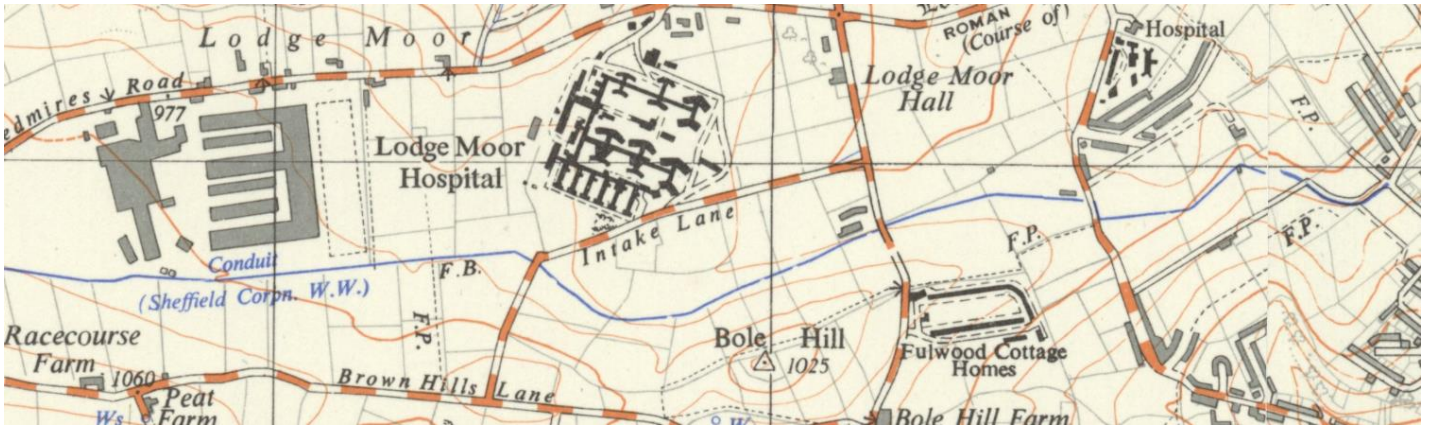 Lodge Moor
ROMAN
(Course of)
Hospital
Road
977
Lodge Moor
Hall
F.P.
Lodge Moor
Hospital
Intake Lane
F.P.
F.P.
Conduit
F.B.
(Sheffield Corpn. W.W.)
F.P.
Racecourse
Farm
Bole Hill
1025
Fulwood Cottage
Homes
1060
Brown Hills Lane
Peat
Farm
Ws
W
Bole Hill Farm